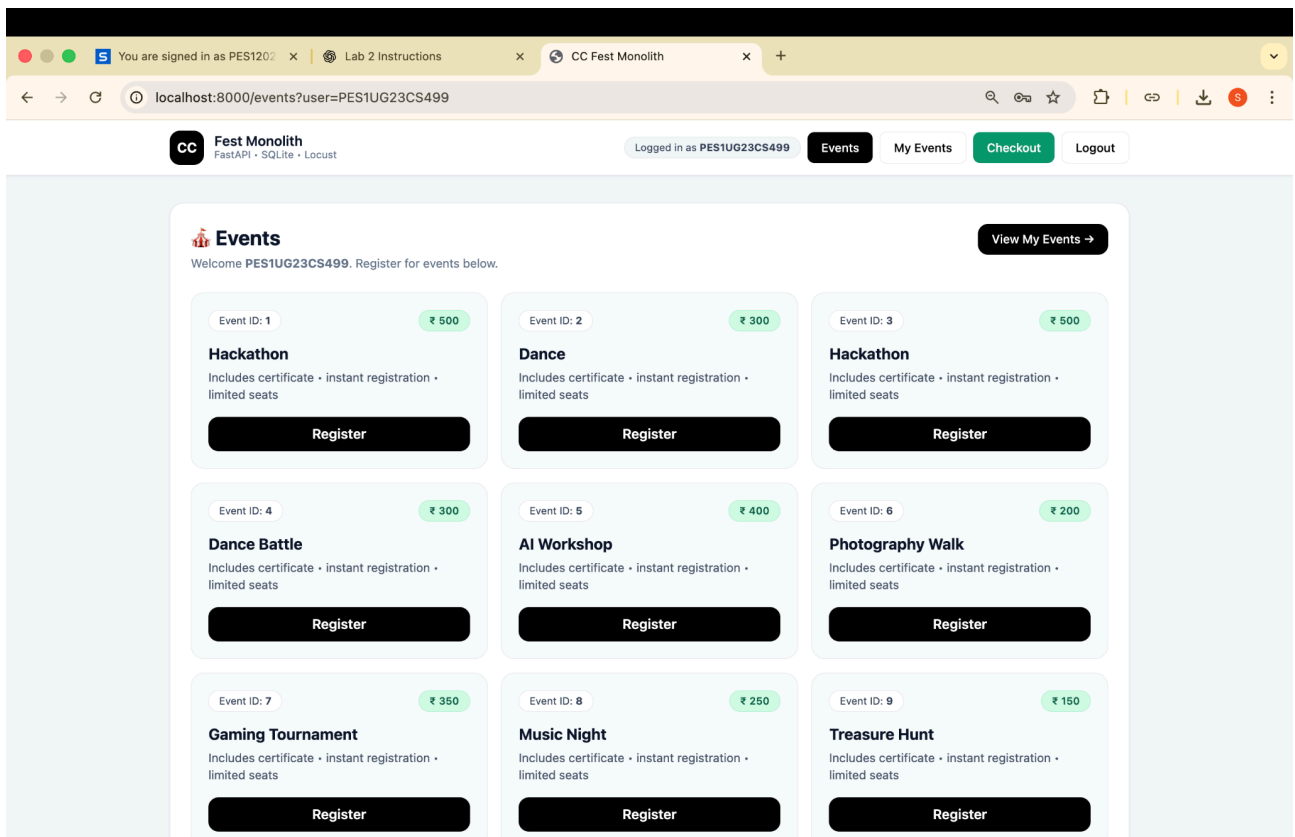 You are signed in as PES1202
Lab 2 Instructions
CC Fest Monolith
localhost:8000/events?user=PES1UG23CS499
S
CC
Fest Monolith
FastAPI • SQLite • Locust
Logged in as PES1UG23CS499
Events
My Events
Checkout
Logout
🎪 Events
View My Events →
Welcome PES1UG23CS499. Register for events below.
Event ID: 1
₹ 500
Hackathon
Includes certificate • instant registration •
limited seats
Register
Event ID: 2
₹ 300
Dance
Includes certificate • instant registration •
limited seats
Register
Event ID: 3
₹ 500
Hackathon
Includes certificate • instant registration •
limited seats
Register
Event ID: 4
₹ 300
Dance Battle
Includes certificate • instant registration •
limited seats
Register
Event ID: 5
₹ 400
AI Workshop
Includes certificate • instant registration •
limited seats
Register
Event ID: 6
₹ 200
Photography Walk
Includes certificate • instant registration •
limited seats
Register
Event ID: 7
₹ 350
Gaming Tournament
Includes certificate • instant registration •
limited seats
Register
Event ID: 8
₹ 250
Music Night
Includes certificate • instant registration •
limited seats
Register
Event ID: 9
₹ 150
Treasure Hunt
Includes certificate • instant registration •
limited seats
Register